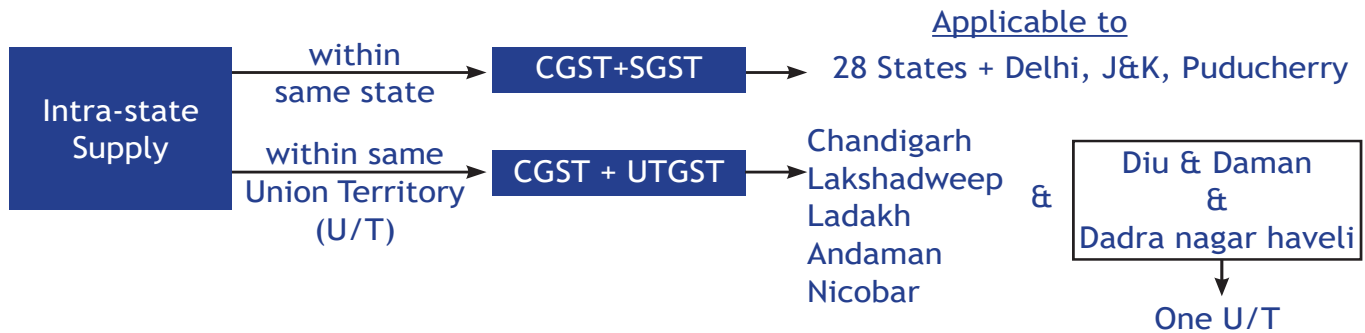 Applicable to
Intra-state
Supply
within
same state
CGST+SGST
28 States + Delhi, J&K, Puducherry
within same
Union Territory
(U/T)
CGST + UTGST
Chandigarh
Lakshadweep
Ladakh
Andaman
Nicobar
&
Diu & Daman
&
Dadra nagar haveli
One U/T